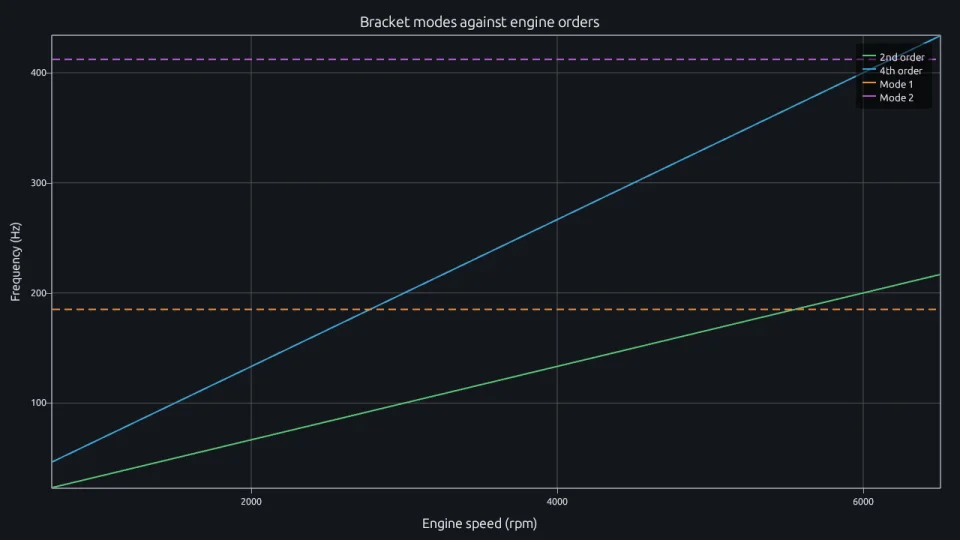 Bracket modes against engine orders
2nd order
4th order
Mode 1
Mode 2
400
300
200
100
Frequency (Hz)
2000
4000
6000
Engine speed (rpm)